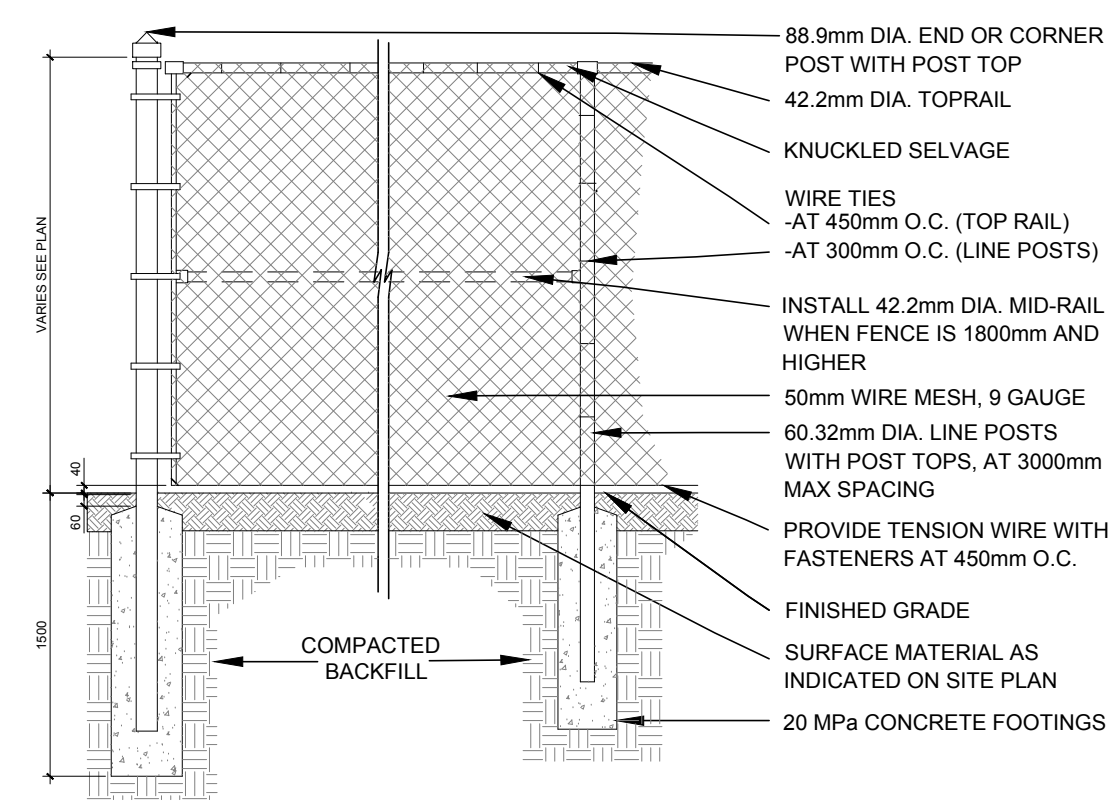 88.9mm DIA. END OR CORNER
POST WITH POST TOP
42.2mm DIA. TOPRAIL
KNUCKLED SELVAGE
WIRE TIES
-AT 450mm O.C. (TOP RAIL)
-AT 300mm O.C. (LINE POSTS)
INSTALL 42.2mm DIA. MID-RAIL
WHEN FENCE IS 1800mm AND
HIGHER
50mm WIRE MESH, 9 GAUGE
60.32mm DIA. LINE POSTS
WITH POST TOPS, AT 3000mm
MAX SPACING
PROVIDE TENSION WIRE WITH
FASTENERS AT 450mm O.C.
FINISHED GRADE
SURFACE MATERIAL AS
INDICATED ON SITE PLAN
20 MPa CONCRETE FOOTINGS
VARIES SEE PLAN
40
60
1500
COMPACTED
BACKFILL